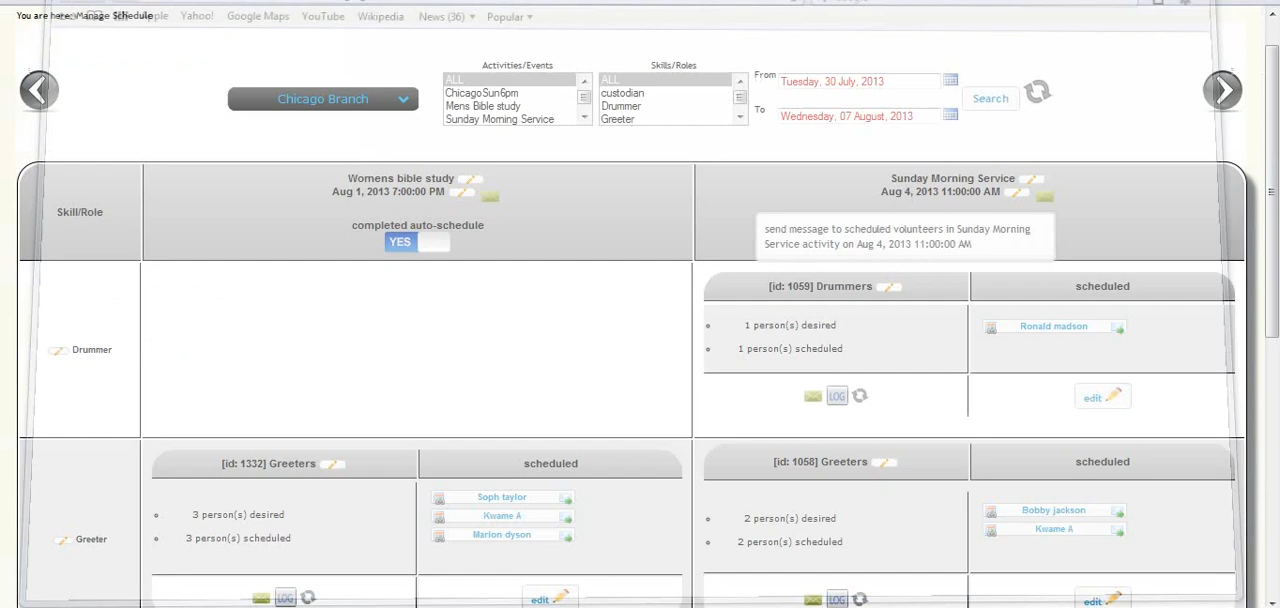 You are here: Manage Schedule
Apple Yahoo! Google Maps YouTube Wikipedia News (36) ▾ Popular ▾
Activities/Events
Skills/Roles
Chicago Branch
ALL
ChicagoSun6pm
Mens Bible study
Sunday Morning Service
ALL
custodian
Drummer
Greeter
From Tuesday, 30 July, 2013
To Wednesday, 07 August, 2013
Search
Skill/Role
Womens bible study
Aug 1, 2013 7:00:00 PM
completed auto-schedule
YES
Sunday Morning Service
Aug 4, 2013 11:00:00 AM
send message to scheduled volunteers in Sunday Morning
Service activity on Aug 4, 2013 11:00:00 AM
Drummer
[id: 1059] Drummers
scheduled
1 person(s) desired
1 person(s) scheduled
Ronald madson
LOG
edit
Greeter
[id: 1332] Greeters
scheduled
3 person(s) desired
3 person(s) scheduled
Soph taylor
Kwame A
Marlon dyson
LOG
edit
[id: 1058] Greeters
scheduled
2 person(s) desired
2 person(s) scheduled
Bobby jackson
Kwame A
LOG
edit